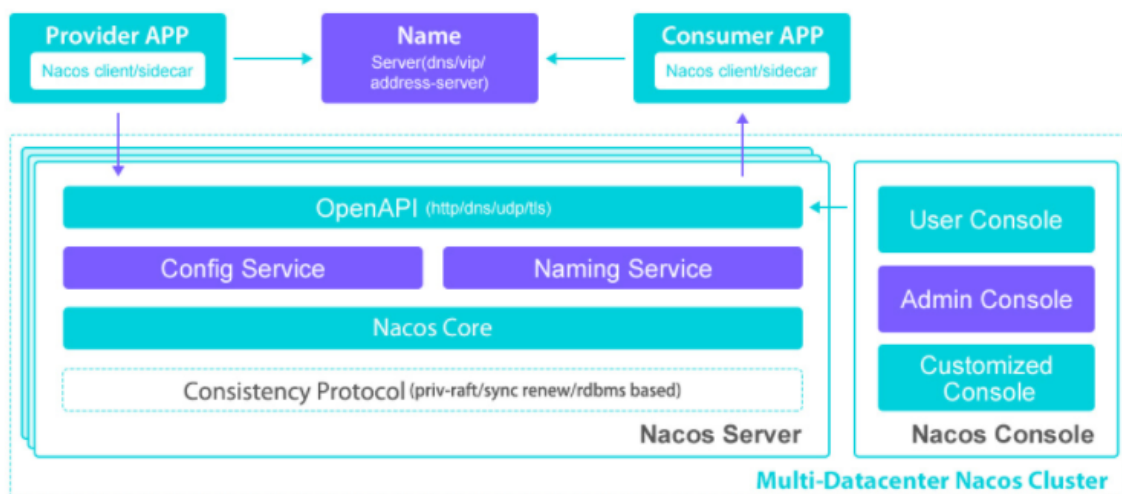 Provider APP
Nacos client/sidecar
Name
Server(dns/vip/
address-server)
Consumer APP
Nacos client/sidecar
OpenAPI (http/dns/udp/tls)
Config Service
Naming Service
Nacos Core
Consistency Protocol (priv-raft/sync renew/rdbms based)
Nacos Server
User Console
Admin Console
Customized
Console
Nacos Console
Multi-Datacenter Nacos Cluster